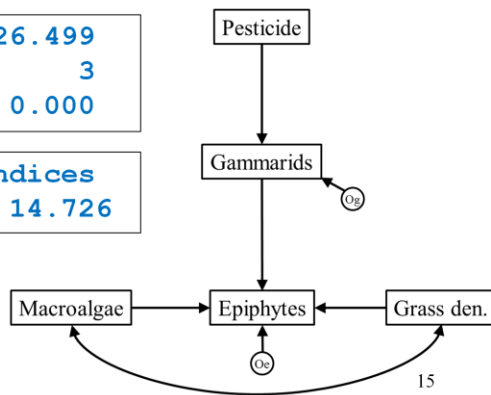 26.499
3
0.000
ndices
14.726
Pesticide
Gammarids
Og
Macroalgae
Epiphytes
Grass den.
Oe
15